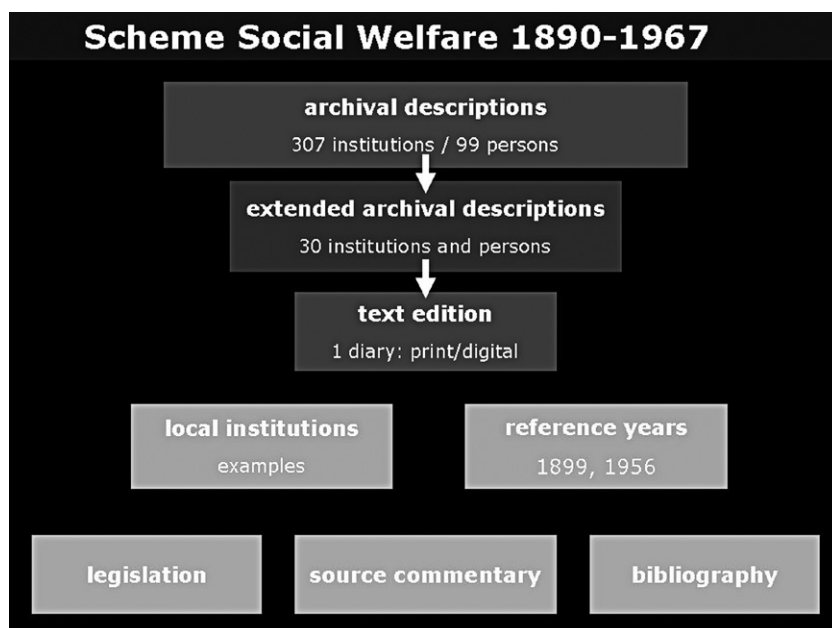 Scheme Social Welfare 1890-1967
archival descriptions
307 institutions / 99 persons
extended archival descriptions
30 institutions and persons
text edition
1 diary: print/digital
local institutions
examples
reference years
1899, 1956
legislation
source commentary
bibliography